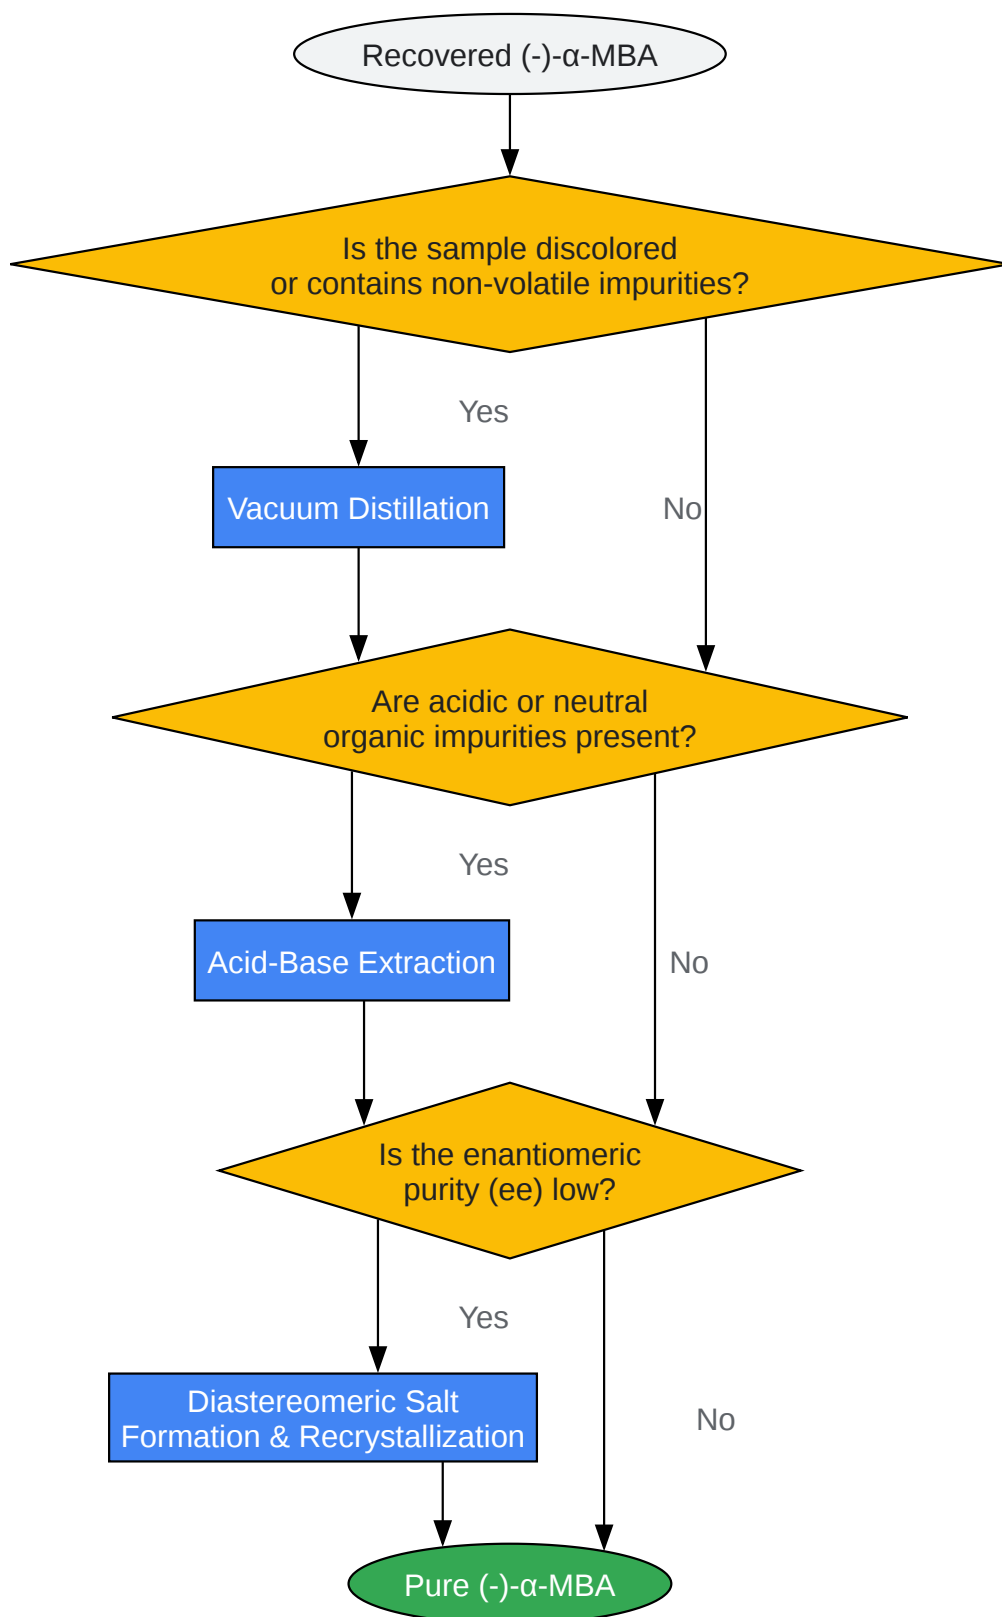 Recovered (-)-α-MBA
Is the sample discolored
or contains non-volatile impurities?
Yes
Vacuum Distillation
No
Are acidic or neutral
organic impurities present?
Yes
Acid-Base Extraction
No
Is the enantiomeric
purity (ee) low?
Yes
Diastereomeric Salt
Formation & Recrystallization
No
Pure (-)-α-MBA